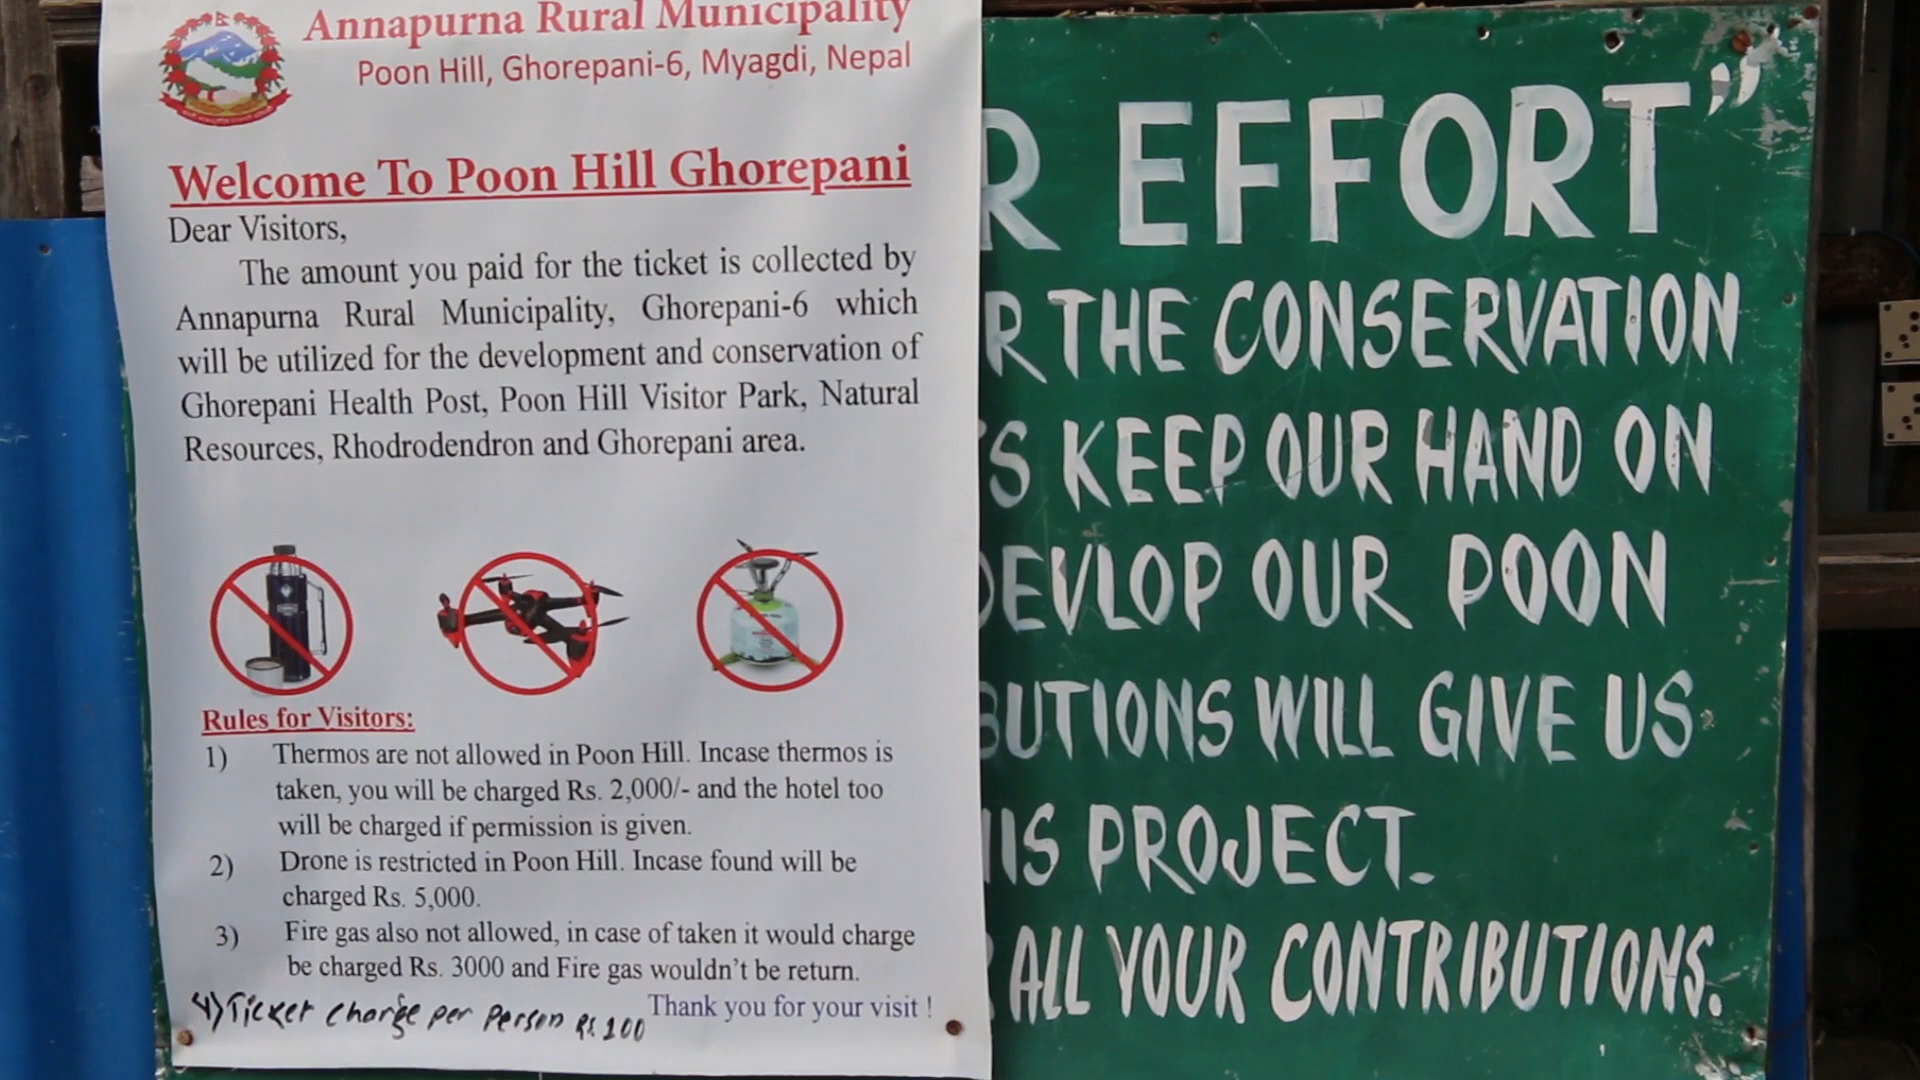 Annapurna Rural Municipality
Poon Hill, Ghorepani-6, Myagdi, Nepal
Welcome To Poon Hill Ghorepani
Dear Visitors,
The amount you paid for the ticket is collected by
Annapurna Rural Municipality, Ghorepani-6 which
will be utilized for the development and conservation of
Ghorepani Health Post, Poon Hill Visitor Park, Natural
Resources, Rhodrodendron and Ghorepani area.
Rules for Visitors:
1) Thermos are not allowed in Poon Hill. Incase thermos is
taken, you will be charged Rs. 2,000/- and the hotel too
will be charged if permission is given.
2) Drone is restricted in Poon Hill. Incase found will be
charged Rs. 5,000.
3) Fire gas also not allowed, in case of taken it would charge
be charged Rs. 3000 and Fire gas wouldn't be return.
4) Ticket charge per person Rs. 100
Thank you for your visit !
R EFFORT”
R THE CONSERVATION
'S KEEP OUR HAND ON
DEVLOP OUR POON
BUTIONS WILL GIVE US
IS PROJECT.
ALL YOUR CONTRIBUTIONS.